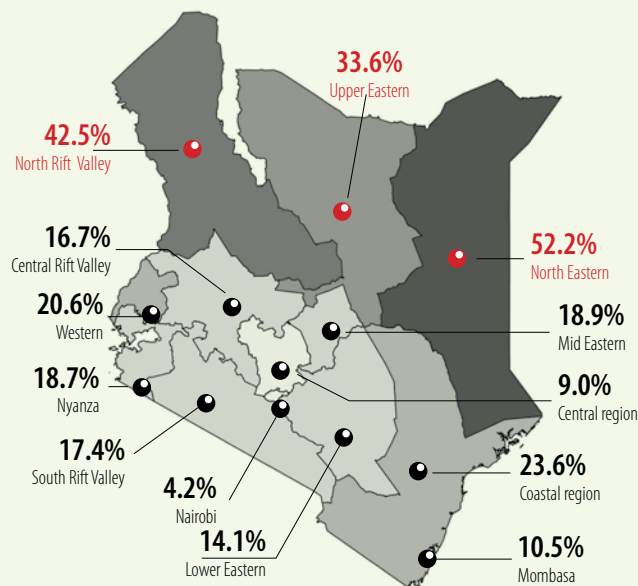 33.6%
Upper Eastern
42.5%
North Rift Valley
52.2%
North Eastern
16.7%
Central Rift Valley
20.6%
Western
18.9%
Mid Eastern
18.7%
Nyanza
9.0%
Central region
17.4%
South Rift Valley
23.6%
Coastal region
4.2%
Nairobi
14.1%
Lower Eastern
10.5%
Mombasa